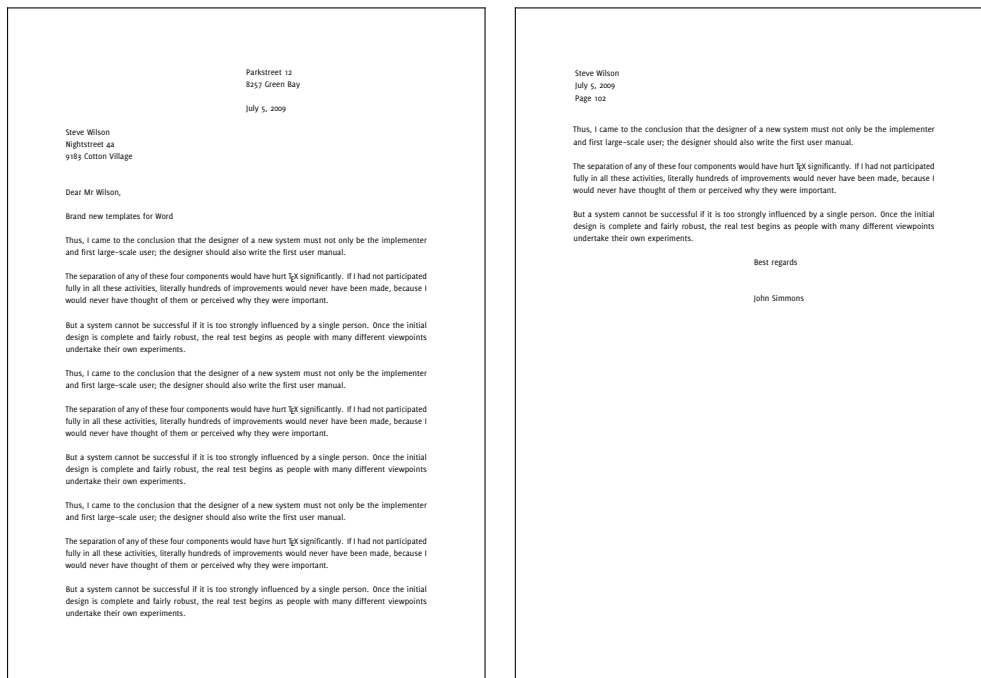 Parkstreet 12
8257 Green Bay
July 5, 2009
Steve Wilson
Nightstreet 4a
9183 Cotton Village
Dear Mr Wilson,
Brand new templates for Word
Thus, I came to the conclusion that the designer of a new system must not only be the implementer
and first large-scale user; the designer should also write the first user manual.
The separation of any of these four components would have hurt TEX significantly. If I had not participated
fully in all these activities, literally hundreds of improvements would never have been made, because I
would never have thought of them or perceived why they were important.
But a system cannot be successful if it is too strongly influenced by a single person. Once the initial
design is complete and fairly robust, the real test begins as people with many different viewpoints
undertake their own experiments.
Thus, I came to the conclusion that the designer of a new system must not only be the implementer
and first large-scale user; the designer should also write the first user manual.
The separation of any of these four components would have hurt TEX significantly. If I had not participated
fully in all these activities, literally hundreds of improvements would never have been made, because I
would never have thought of them or perceived why they were important.
But a system cannot be successful if it is too strongly influenced by a single person. Once the initial
design is complete and fairly robust, the real test begins as people with many different viewpoints
undertake their own experiments.
Thus, I came to the conclusion that the designer of a new system must not only be the implementer
and first large-scale user; the designer should also write the first user manual.
The separation of any of these four components would have hurt TEX significantly. If I had not participated
fully in all these activities, literally hundreds of improvements would never have been made, because I
would never have thought of them or perceived why they were important.
But a system cannot be successful if it is too strongly influenced by a single person. Once the initial
design is complete and fairly robust, the real test begins as people with many different viewpoints
undertake their own experiments.
Steve Wilson
July 5, 2009
Page 102
Thus, I came to the conclusion that the designer of a new system must not only be the implementer
and first large-scale user; the designer should also write the first user manual.
The separation of any of these four components would have hurt TEX significantly. If I had not participated
fully in all these activities, literally hundreds of improvements would never have been made, because I
would never have thought of them or perceived why they were important.
But a system cannot be successful if it is too strongly influenced by a single person. Once the initial
design is complete and fairly robust, the real test begins as people with many different viewpoints
undertake their own experiments.
Best regards
John Simmons